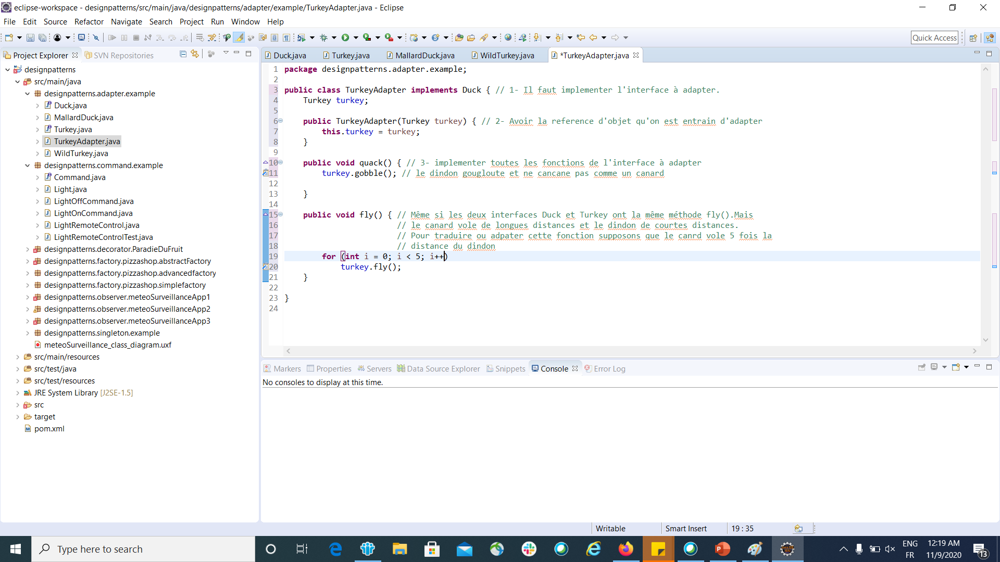 eclipse-workspace - designpatterns/src/main/java/designpatterns/adapter/example/TurkeyAdapter.java - Eclipse
File Edit Source Refactor Navigate Search Project Run Window Help
Quick Access
Project Explorer SVN Repositories
designpatterns
src/main/java
designpatterns.adapter.example
Duck.java
MallardDuck.java
Turkey.java
TurkeyAdapter.java
WildTurkey.java
designpatterns.command.example
Command.java
Light.java
LightOffCommand.java
LightOnCommand.java
LightRemoteControl.java
LightRemoteControlTest.java
designpatterns.decorator.ParadieDuFruit
designpatterns.factory.pizzashop.abstractFactory
designpatterns.factory.pizzashop.advancedfactory
designpatterns.factory.pizzashop.simplefactory
designpatterns.observer.meteoSurveillanceApp1
designpatterns.observer.meteoSurveillanceApp2
designpatterns.observer.meteoSurveillanceApp3
designpatterns.singleton.example
meteoSurveillance_class_diagram.uxf
src/main/resources
src/test/java
src/test/resources
JRE System Library [J2SE-1.5]
src
target
pom.xml
Duck.java Turkey.java MallardDuck.java WildTurkey.java *TurkeyAdapter.java
1 package designpatterns.adapter.example;
2
3 public class TurkeyAdapter implements Duck { // 1- Il faut implementer l'interface à adapter.
4 Turkey turkey;
5
6 public TurkeyAdapter(Turkey turkey) { // 2- Avoir la reference d'objet qu'on est entrain d'adapter
7 this.turkey = turkey;
8 }
9
10 public void quack() { // 3- implementer toutes les fonctions de l'interface à adapter
11 turkey.gobble(); // le dindon gougloute et ne cancane pas comme un canard
12
13 }
14
15 public void fly() { // Même si les deux interfaces Duck et Turkey ont la même méthode fly().Mais
16 // le canard vole de longues distances et le dindon de courtes distances.
17 // Pour traduire ou adpater cette fonction supposons que le canrd vole 5 fois la
18 // distance du dindon
19 for (int i = 0; i < 5; i++)
20 turkey.fly();
21 }
22
23 }
24
Markers Properties Servers Data Source Explorer Snippets Console Error Log
No consoles to display at this time.
Writable Smart Insert 19 : 35
Type here to search
ENG
FR
12:19 AM
11/9/2020
13